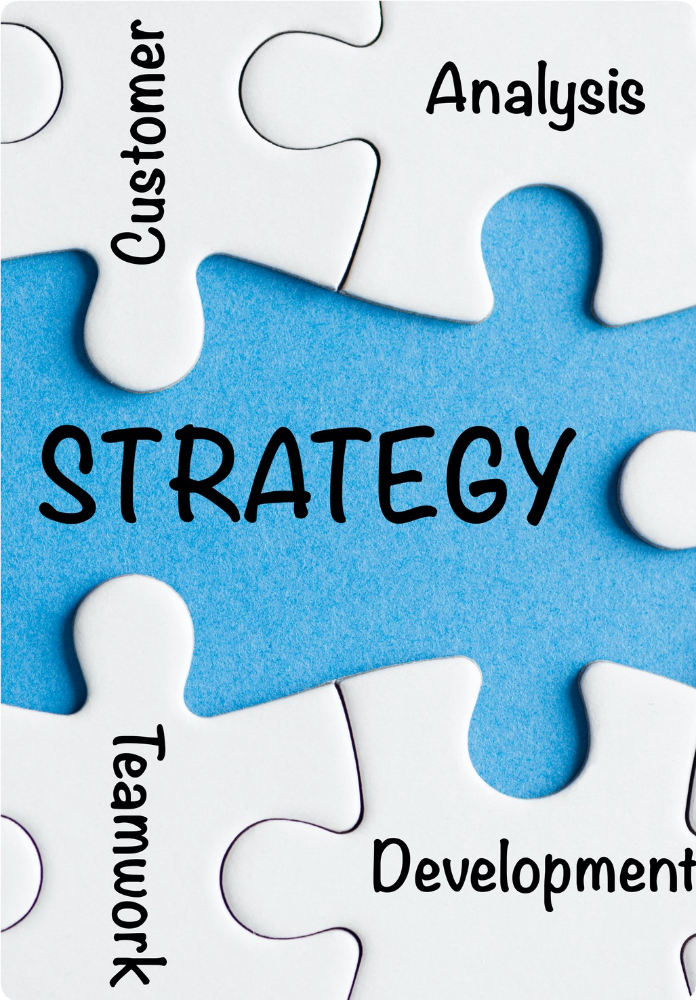 Customer
Analysis
STRATEGY
Teamwork
Development